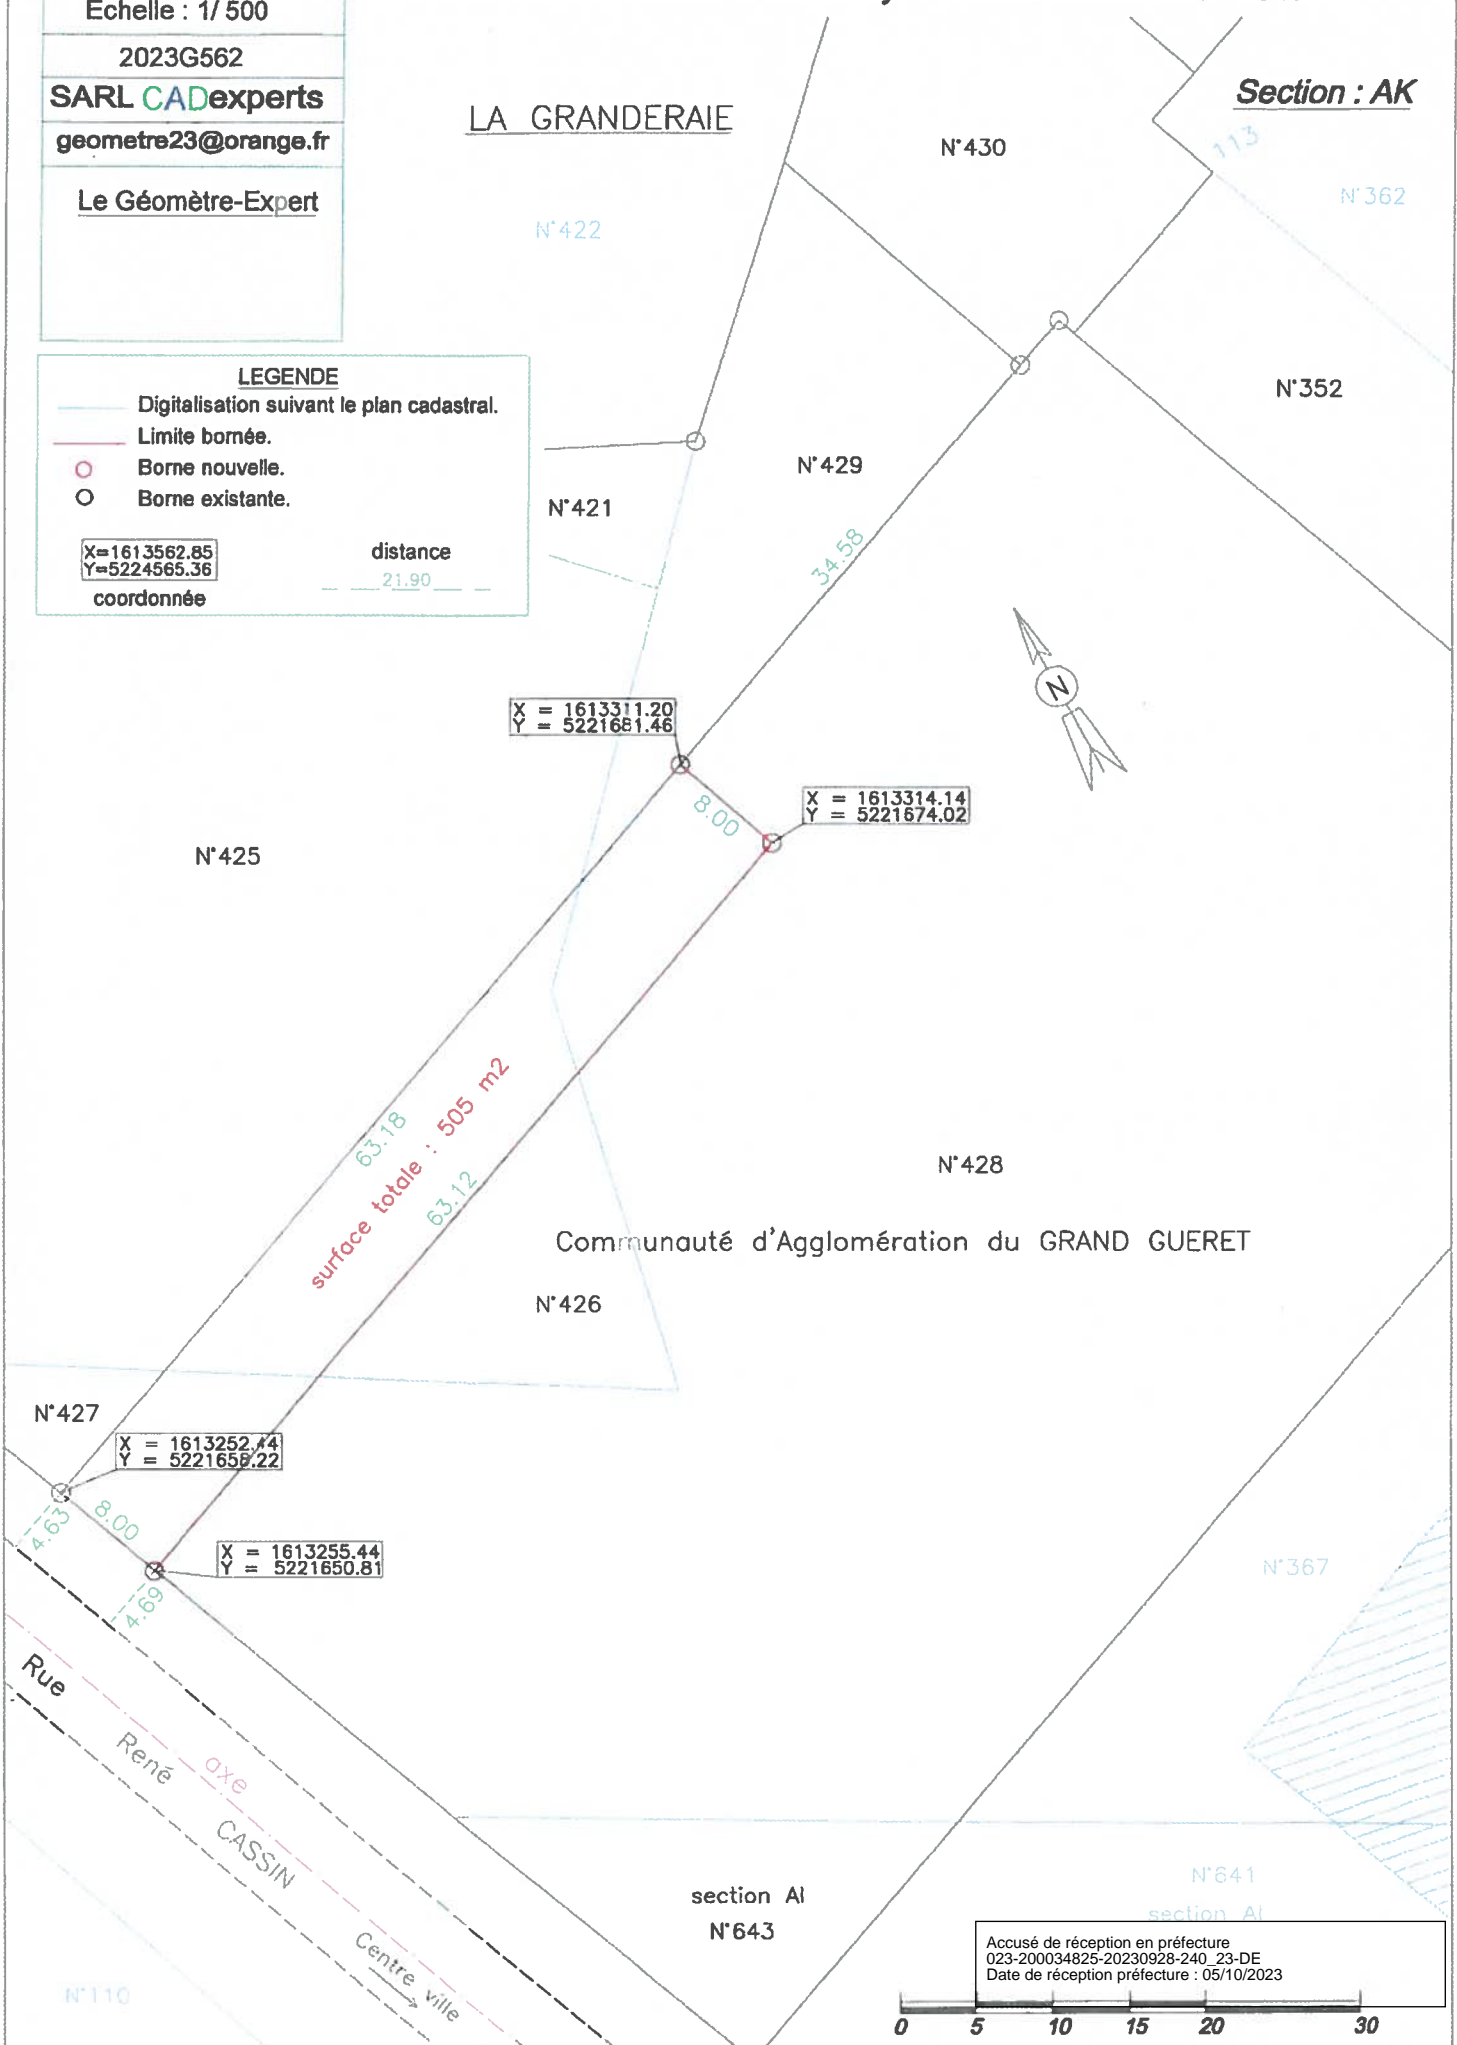 Echelle : 1/ 500
2023G562
SARL CADexperts
geometre23@orange.fr
Le Géomètre-Expert
LA GRANDERAIE
Section : AK
N°430
113
N°362
N°422
N°352
LEGENDE
Digitalisation suivant le plan cadastral.
Limite bornée.
Borne nouvelle.
Borne existante.
X=1613562.85
Y=5224565.36
coordonnée
distance
21.90
N°429
N°421
34.58
N
X = 1613311.20
Y = 5221681.46
8.00
X = 1613314.14
Y = 5221674.02
N°425
63.18
surface totale : 505 m2
63.12
N°428
Communauté d'Agglomération du GRAND GUERET
N°426
N°427
X = 1613252.44
Y = 5221658.22
4.63
8.00
X = 1613255.44
Y = 5221650.81
4.69
N°367
Rue
René
CASSIN
axe
Centre ville
N°110
section AI
N°643
N°641
section AI
Accusé de réception en préfecture
023-200034825-20230928-240_23-DE
Date de réception préfecture : 05/10/2023
0 5 10 15 20 30